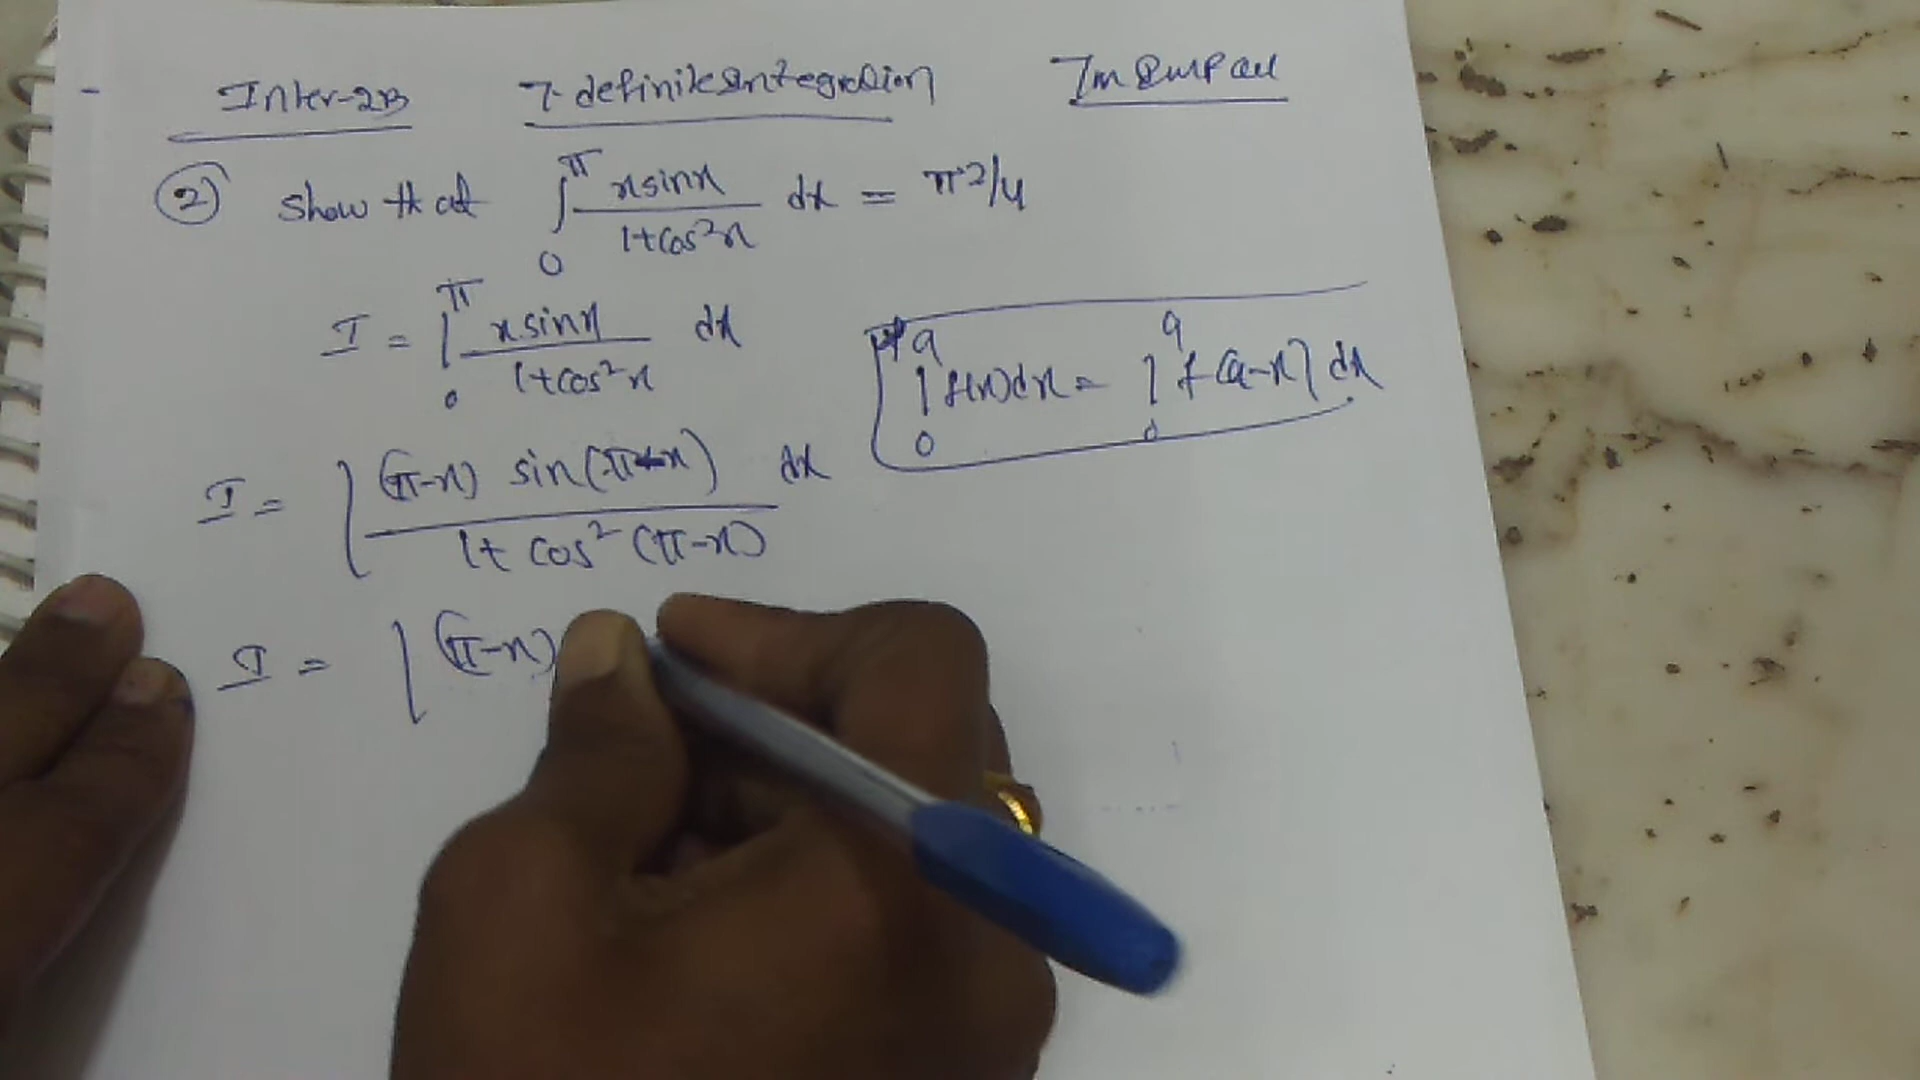 Inter-2B 7-definite Integration
② show that ∫₀^π x sinx / 1+cos²x dx = π²/4
I = ∫₀^π x sinx / 1+cos²x dx
∫₀^a f(x)dx = ∫₀^a f(a-x) dx
I = ∫ (π-x) sin(π-x) / 1+cos²(π-x) dx
I = ∫ (π-x)